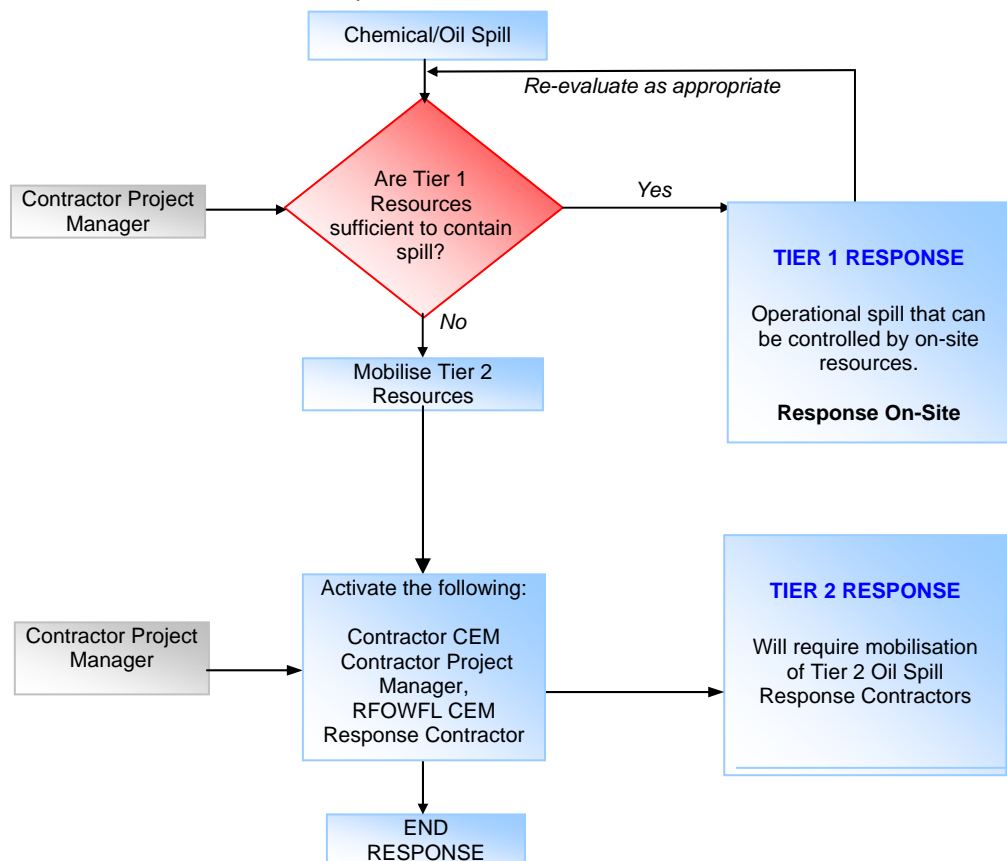 Chemical/Oil Spill
Re-evaluate as appropriate
Are Tier 1
Resources
sufficient to contain
spill?
Yes
Contractor Project
Manager
TIER 1 RESPONSE
Operational spill that can
be controlled by on-site
resources.
Response On-Site
No
Mobilise Tier 2
Resources
Activate the following:
Contractor CEM
Contractor Project
Manager,
RFOWFL CEM
Response Contractor
Contractor Project
Manager
TIER 2 RESPONSE
Will require mobilisation
of Tier 2 Oil Spill
Response Contractors
END
RESPONSE